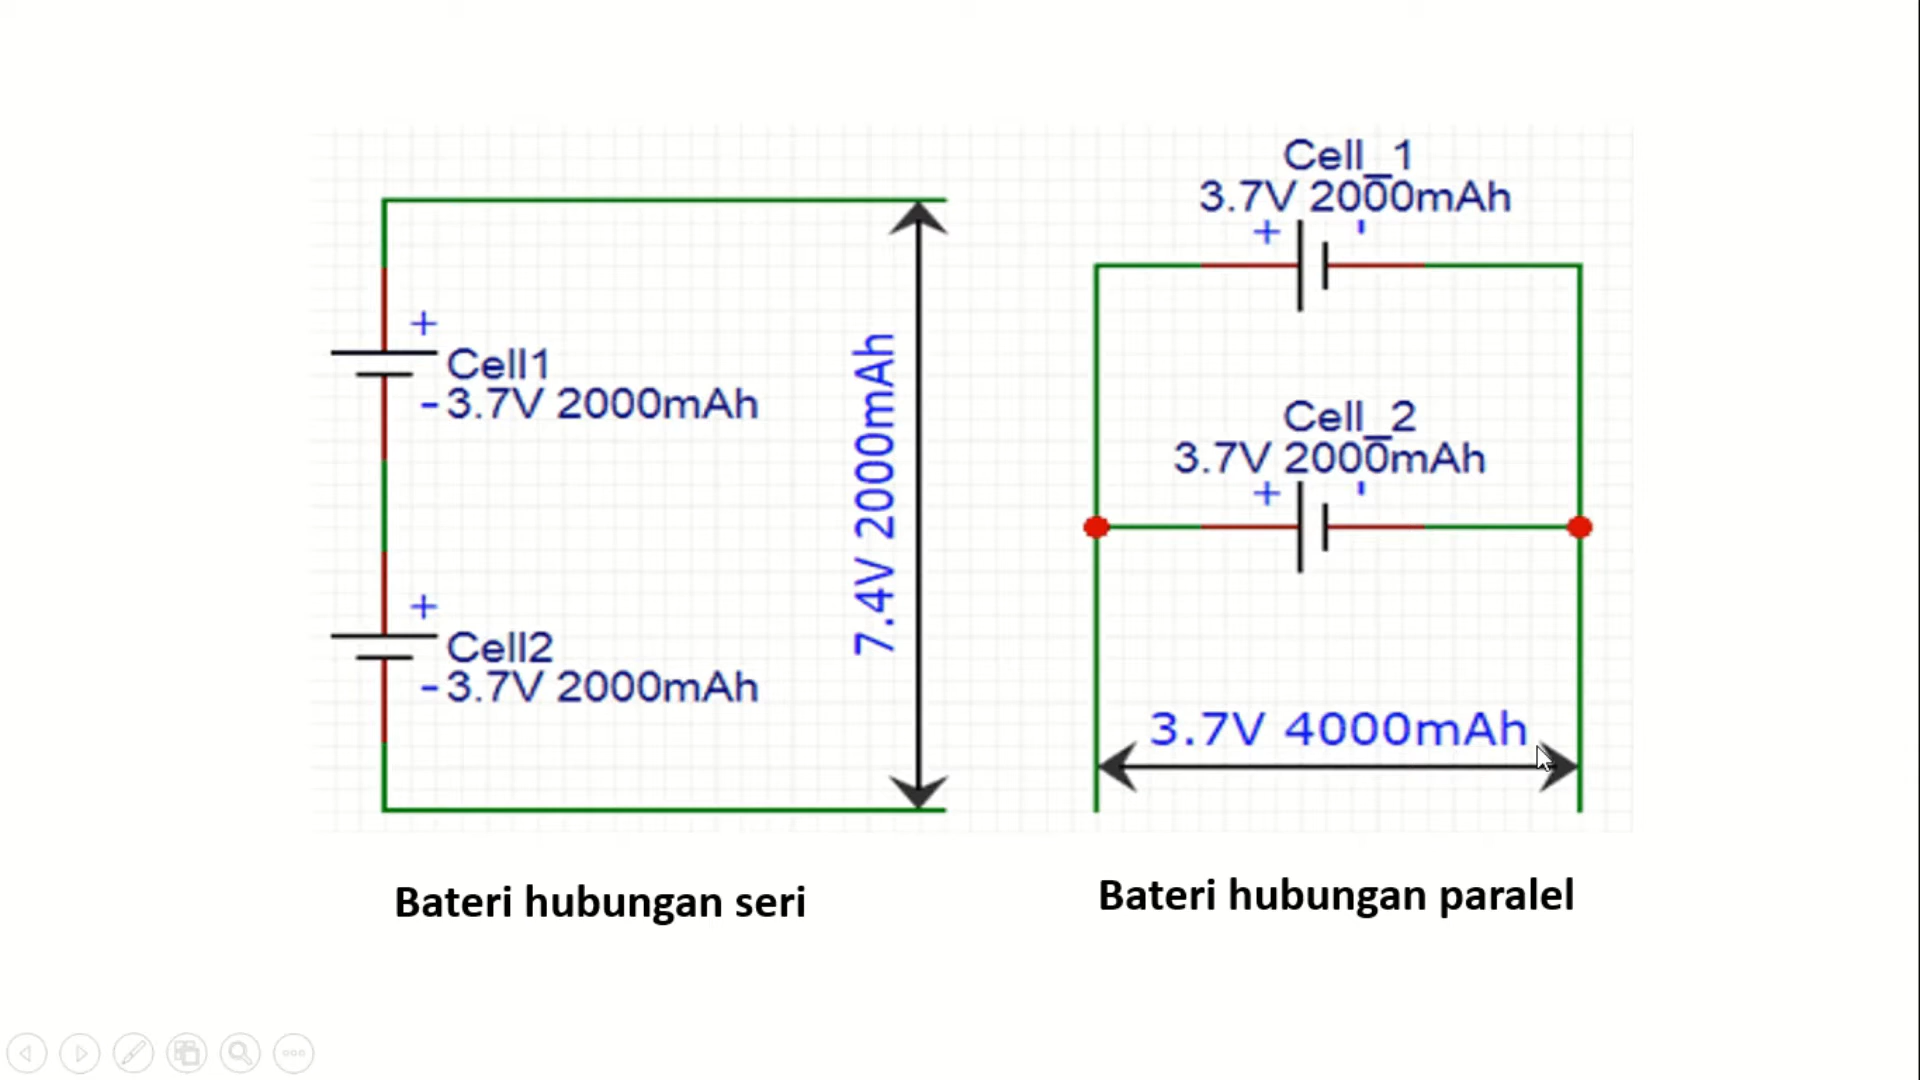 +
Cell1
-3.7V 2000mAh
+
Cell2
-3.7V 2000mAh
7.4V 2000mAh
Bateri hubungan seri
Cell_1
3.7V 2000mAh
+ -
Cell_2
3.7V 2000mAh
+ -
3.7V 4000mAh
Bateri hubungan paralel